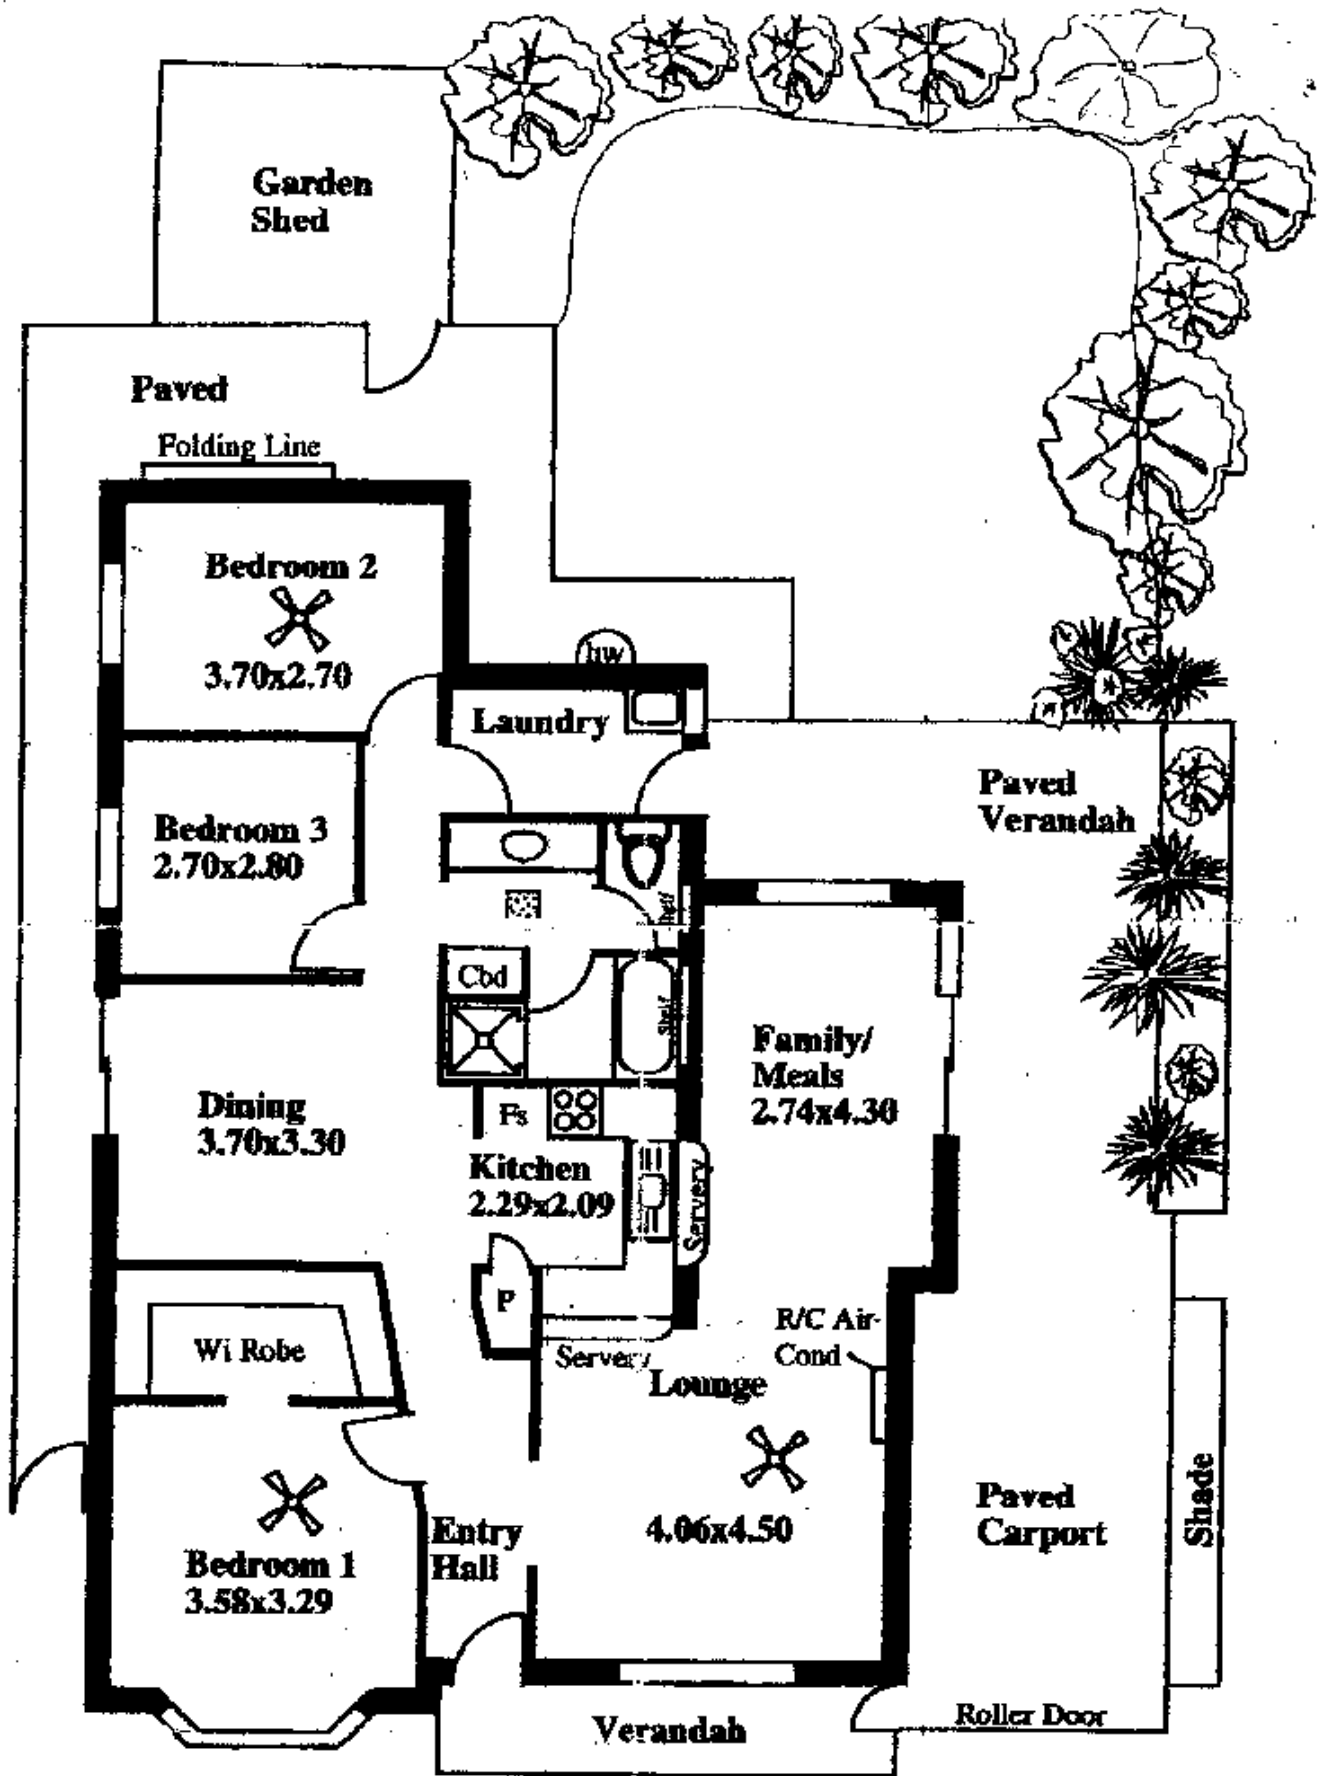 Garden
Shed
Paved
Folding Line
Bedroom 2
3.70x2.70
hw
Laundry
Paved
Verandah
Bedroom 3
2.70x2.80
Shelf
Cbd
Shelf
Family/
Meals
2.74x4.30
Dining
3.70x3.30
Fs
Kitchen
2.29x2.09
Servery
P
R/C Air-
Cond
Wi Robe
Servery
Lounge
4.06x4.50
Paved
Carport
Shade
Entry
Hall
Bedroom 1
3.58x3.29
Verandah
Roller Door